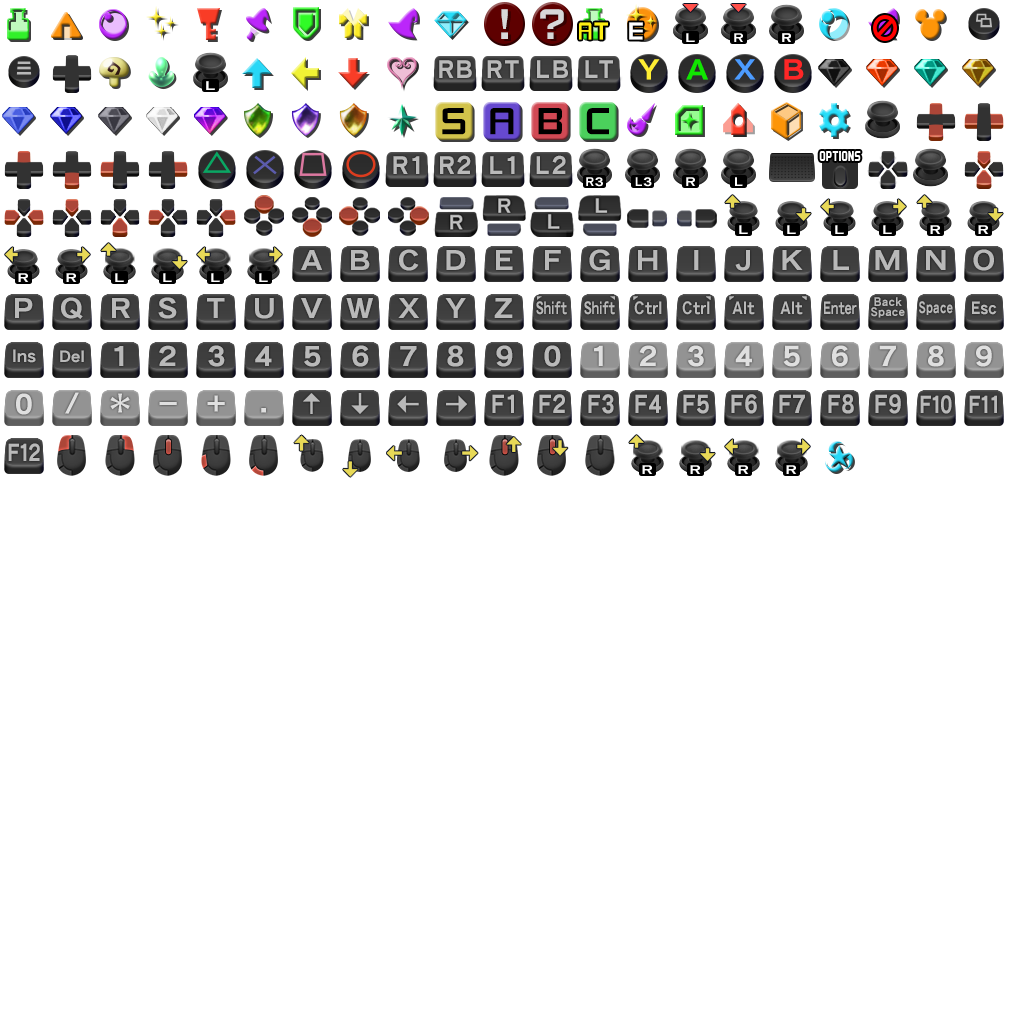 ! ? AT E L R R
L RB RT LB LT Y A X B
S A B C
R1 R2 L1 L2 R3 L3 R L OPTIONS
R R L L L L L L R R
R R L L L L A B C D E F G H I J K L M N O
P Q R S T U V W X Y Z Shift Shift Ctrl Ctrl Alt Alt Enter Back Space Space Esc
Ins Del 1 2 3 4 5 6 7 8 9 0 1 2 3 4 5 6 7 8 9
0 / * − + . ↑ ↓ ← → F1 F2 F3 F4 F5 F6 F7 F8 F9 F10 F11
F12 R R R R